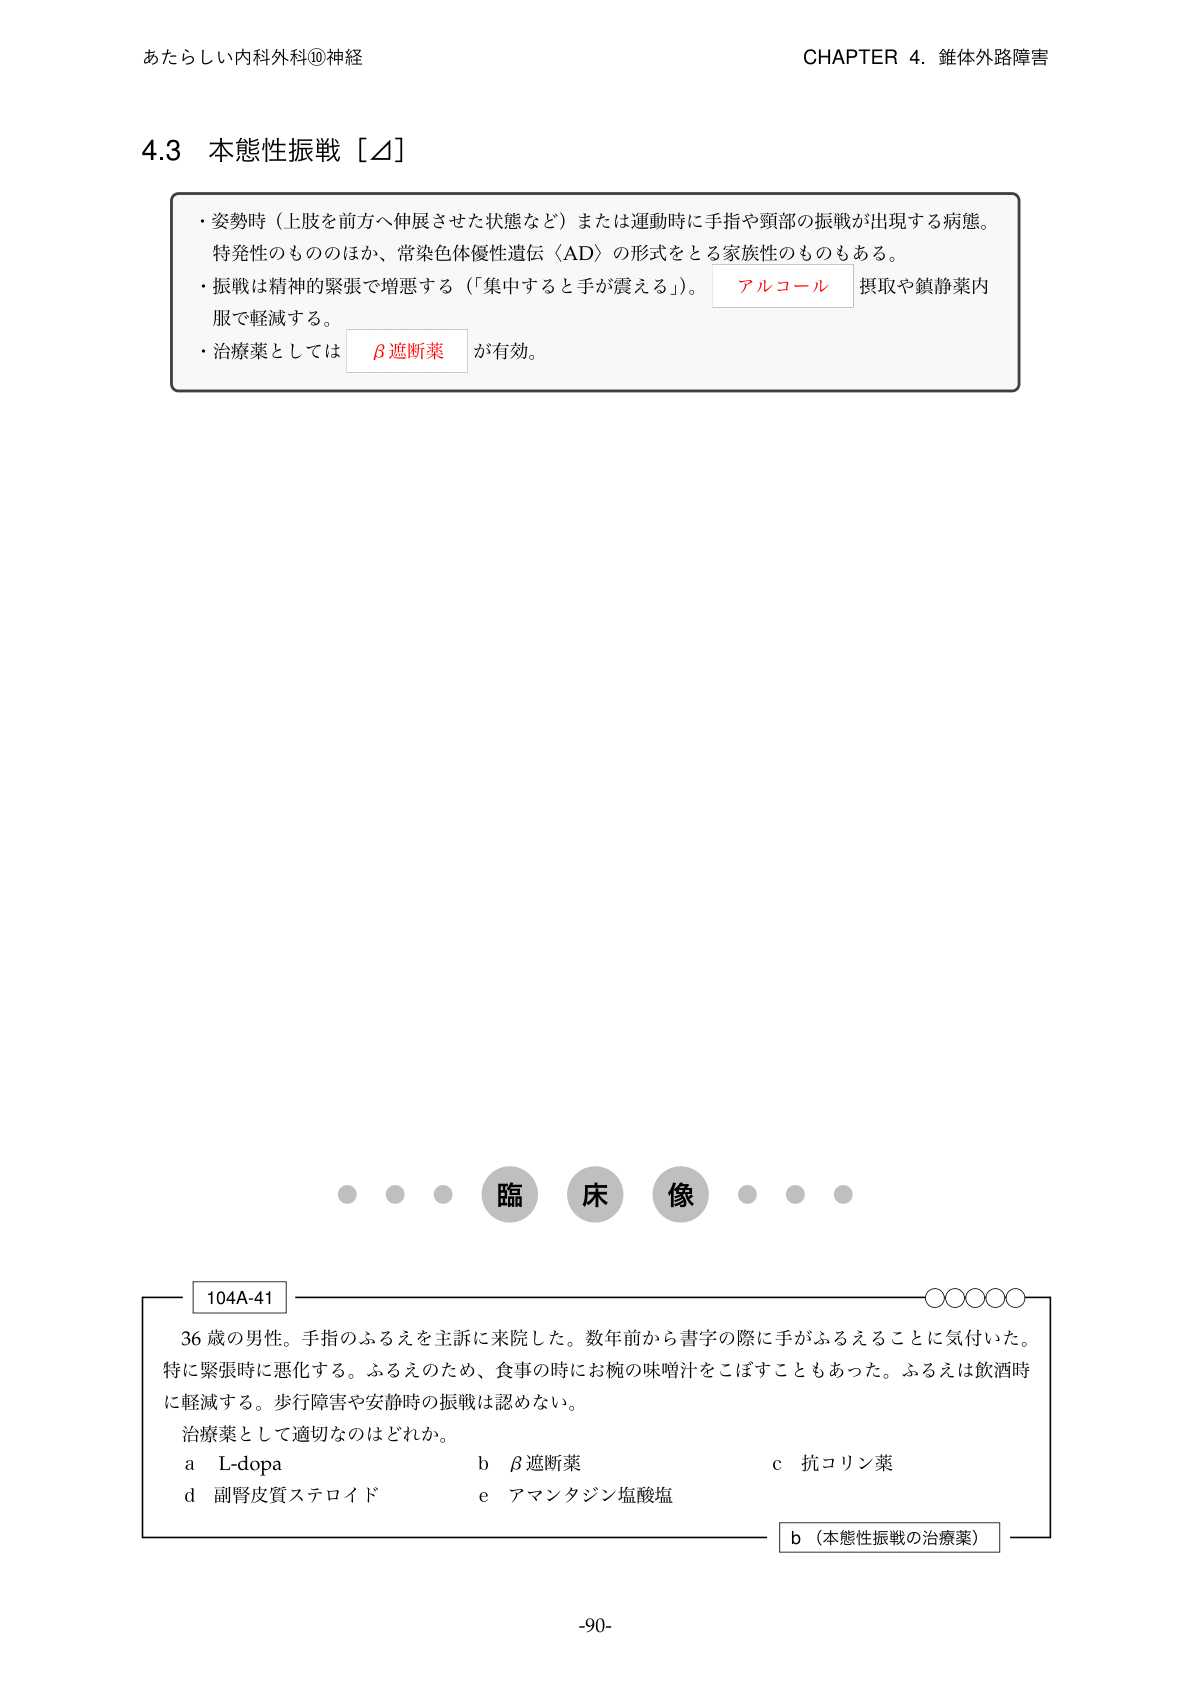 あたらしい内科外科⑩神経
CHAPTER 4. 錐体外路障害
4.3 本態性振戦［⊿］
・姿勢時（上肢を前方へ伸展させた状態など）または運動時に手指や頸部の振戦が出現する病態。
特発性のもののほか、常染色体優性遺伝〈AD〉の形式をとる家族性のものもある。
・振戦は精神的緊張で増悪する（「集中すると手が震える」）。 アルコール 摂取や鎮静薬内
服で軽減する。
・治療薬としては β遮断薬 が有効。
臨床像
104A-41
36 歳の男性。手指のふるえを主訴に来院した。数年前から書字の際に手がふるえることに気付いた。
特に緊張時に悪化する。ふるえのため、食事の時にお椀の味噌汁をこぼすこともあった。ふるえは飲酒時
に軽減する。歩行障害や安静時の振戦は認めない。
治療薬として適切なのはどれか。
a L-dopa b β遮断薬 c 抗コリン薬
d 副腎皮質ステロイド e アマンタジン塩酸塩
b （本態性振戦の治療薬）
-90-